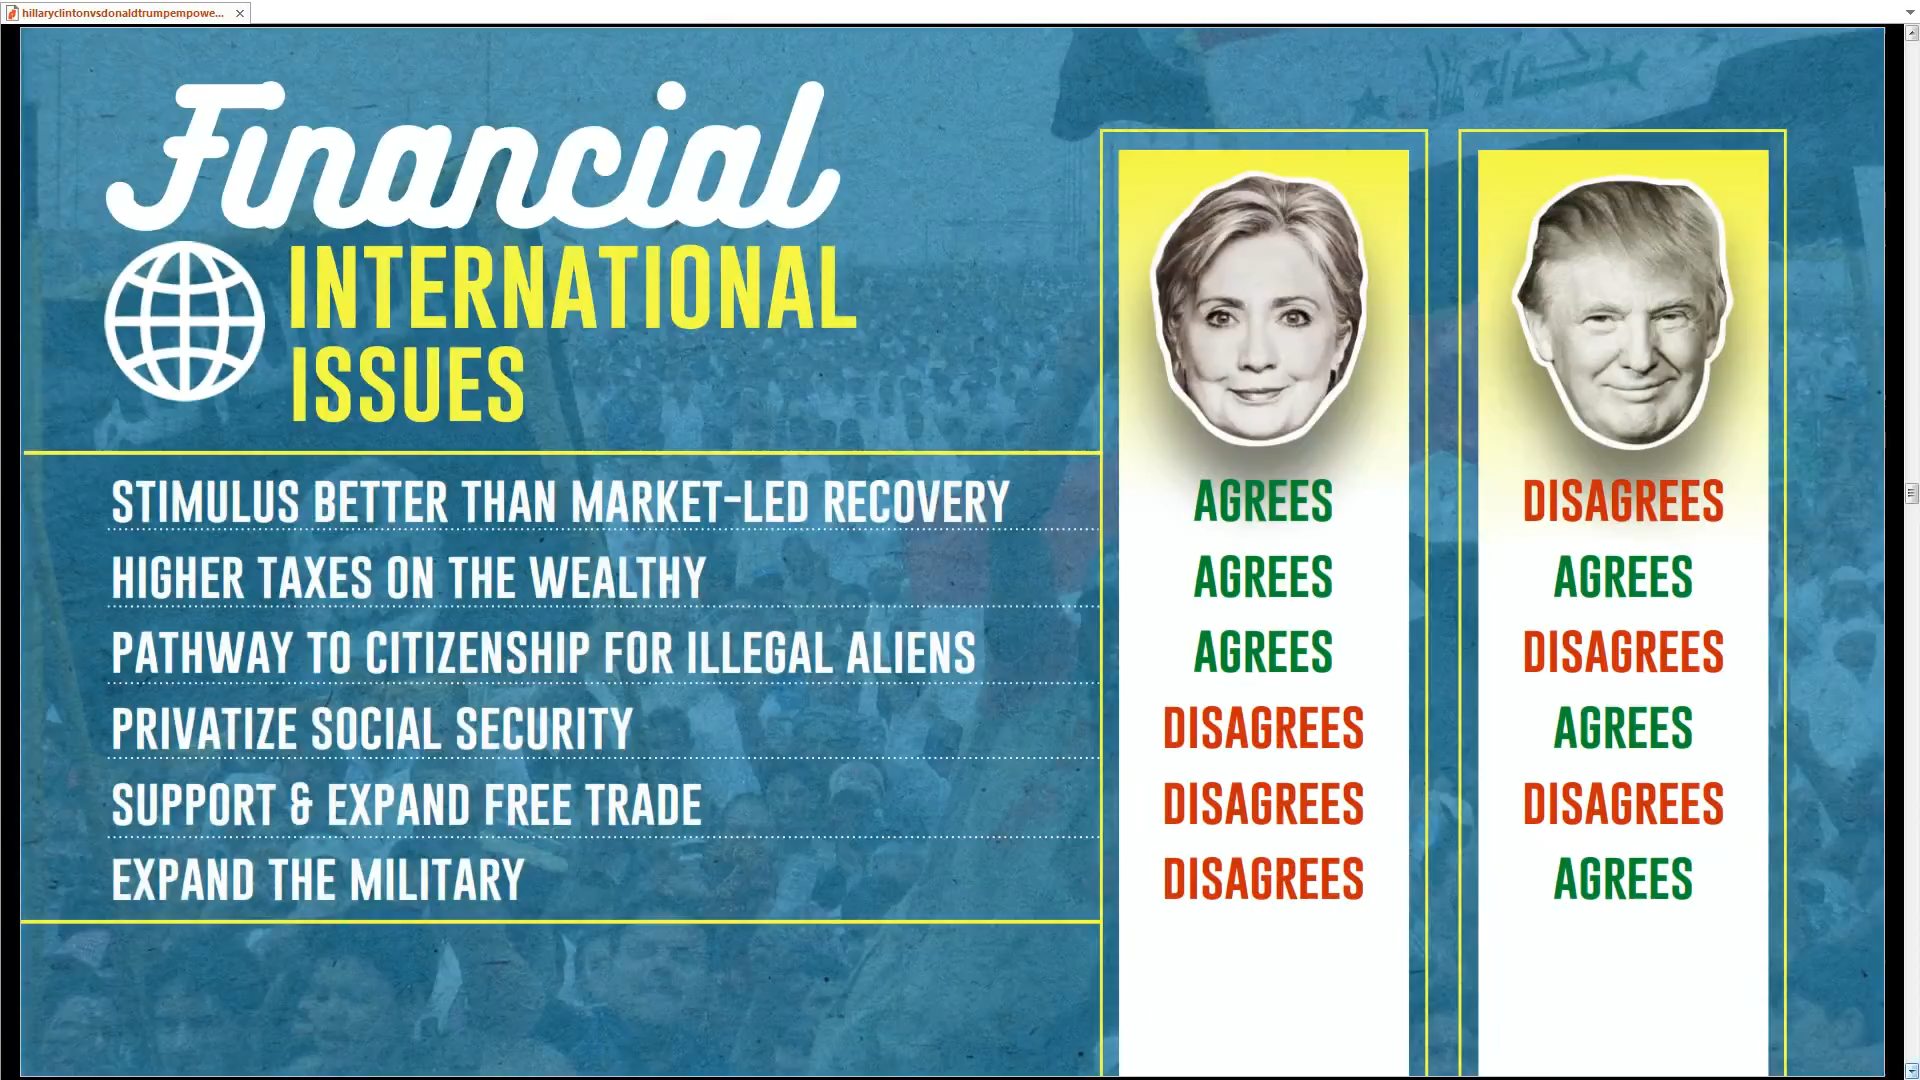 hillaryclintonvsdonaldtrumpempowe...
Financial
INTERNATIONAL
ISSUES
STIMULUS BETTER THAN MARKET-LED RECOVERY AGREES DISAGREES
HIGHER TAXES ON THE WEALTHY AGREES AGREES
PATHWAY TO CITIZENSHIP FOR ILLEGAL ALIENS AGREES DISAGREES
PRIVATIZE SOCIAL SECURITY DISAGREES AGREES
SUPPORT & EXPAND FREE TRADE DISAGREES DISAGREES
EXPAND THE MILITARY DISAGREES AGREES